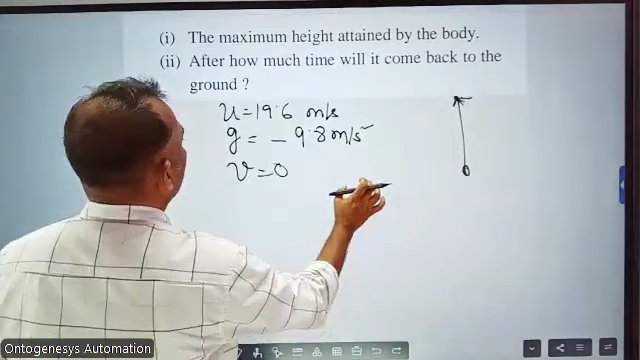 (i) The maximum height attained by the body.
(ii) After how much time will it come back to the
ground ?
u = 19.6 m/s
g = - 9.8 m/s²
v = 0
Ontogenesys Automation